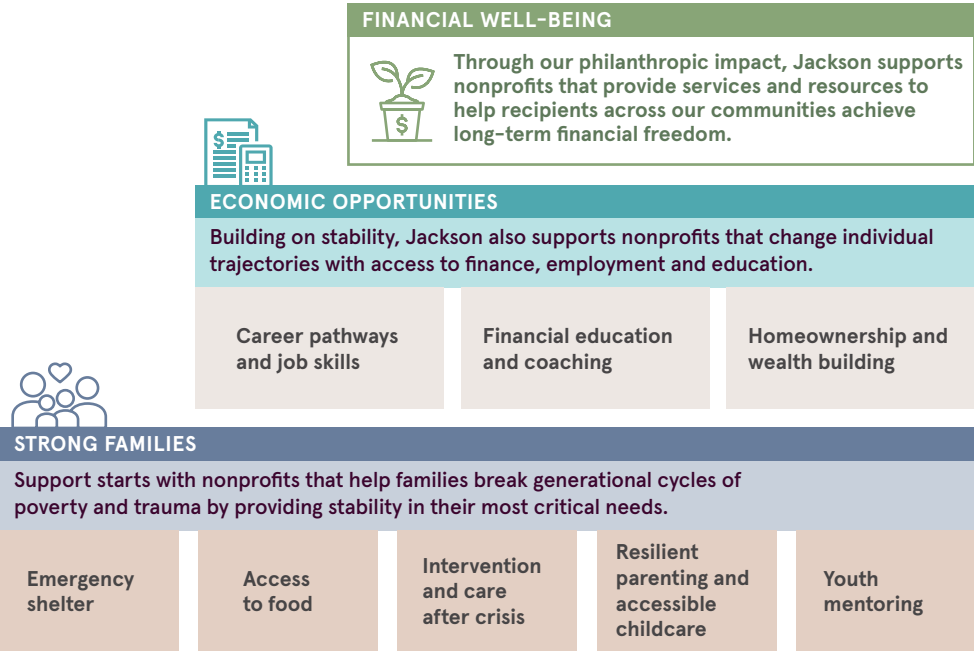 FINANCIAL WELL-BEING
Through our philanthropic impact, Jackson supports
nonprofits that provide services and resources to
help recipients across our communities achieve
long-term financial freedom.
$
$
ECONOMIC OPPORTUNITIES
Building on stability, Jackson also supports nonprofits that change individual
trajectories with access to finance, employment and education.
Career pathways
and job skills
Financial education
and coaching
Homeownership and
wealth building
STRONG FAMILIES
Support starts with nonprofits that help families break generational cycles of
poverty and trauma by providing stability in their most critical needs.
Emergency
shelter
Access
to food
Intervention
and care
after crisis
Resilient
parenting and
accessible
childcare
Youth
mentoring